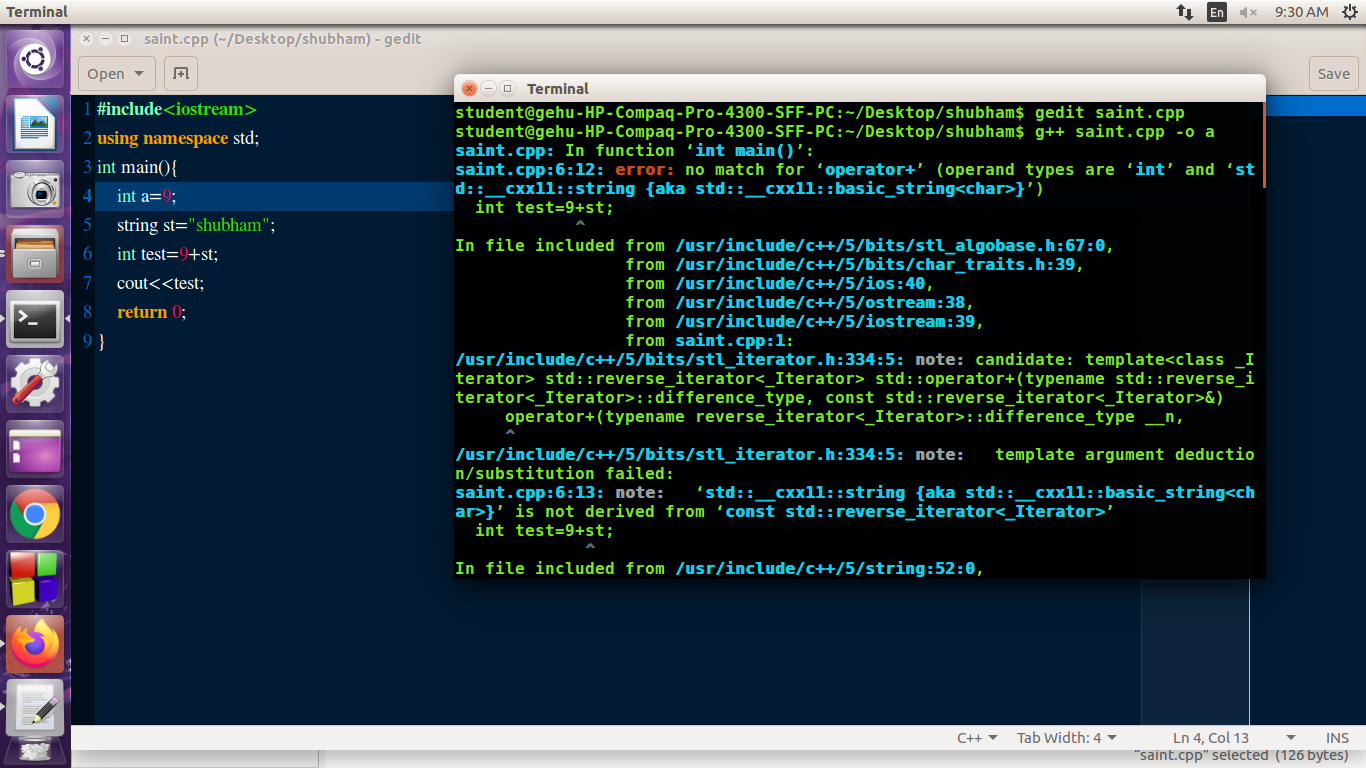 Terminal
En
9:30 AM
saint.cpp (~/Desktop/shubham) - gedit
Open
Save
1 #include<iostream>
2 using namespace std;
3 int main(){
4 int a=9;
5 string st="shubham";
6 int test=9+st;
7 cout<<test;
8 return 0;
9 }
Terminal
student@gehu-HP-Compaq-Pro-4300-SFF-PC:~/Desktop/shubham$ gedit saint.cpp
student@gehu-HP-Compaq-Pro-4300-SFF-PC:~/Desktop/shubham$ g++ saint.cpp -o a
saint.cpp: In function ‘int main()’:
saint.cpp:6:12: error: no match for ‘operator+’ (operand types are ‘int’ and ‘st
d::__cxx11::string {aka std::__cxx11::basic_string<char>}’)
int test=9+st;
^
In file included from /usr/include/c++/5/bits/stl_algobase.h:67:0,
from /usr/include/c++/5/bits/char_traits.h:39,
from /usr/include/c++/5/ios:40,
from /usr/include/c++/5/ostream:38,
from /usr/include/c++/5/iostream:39,
from saint.cpp:1:
/usr/include/c++/5/bits/stl_iterator.h:334:5: note: candidate: template<class _I
terator> std::reverse_iterator<_Iterator> std::operator+(typename std::reverse_i
terator<_Iterator>::difference_type, const std::reverse_iterator<_Iterator>&)
operator+(typename reverse_iterator<_Iterator>::difference_type __n,
^
/usr/include/c++/5/bits/stl_iterator.h:334:5: note:   template argument deductio
n/substitution failed:
saint.cpp:6:13: note:   ‘std::__cxx11::string {aka std::__cxx11::basic_string<ch
ar>}’ is not derived from ‘const std::reverse_iterator<_Iterator>’
int test=9+st;
^
In file included from /usr/include/c++/5/string:52:0,
C++
Tab Width: 4
Ln 4, Col 13
INS
"saint.cpp" selected (126 bytes)